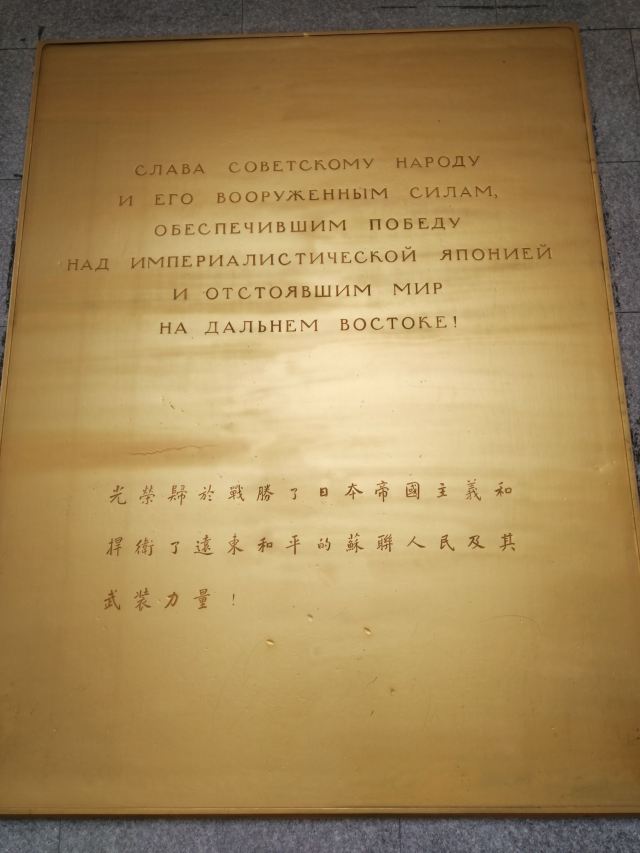 СЛАВА СОВЕТСКОМУ НАРОДУ
И ЕГО ВООРУЖЕННЫМ СИЛАМ,
ОБЕСПЕЧИВШИМ ПОБЕДУ
НАД ИМПЕРИАЛИСТИЧЕСКОЙ ЯПОНИЕЙ
И ОТСТОЯВШИМ МИР
НА ДАЛЬНЕМ ВОСТОКЕ!
光榮歸於戰勝了日本帝國主義和
捍衛了遠東和平的蘇聯人民及其
武裝力量!